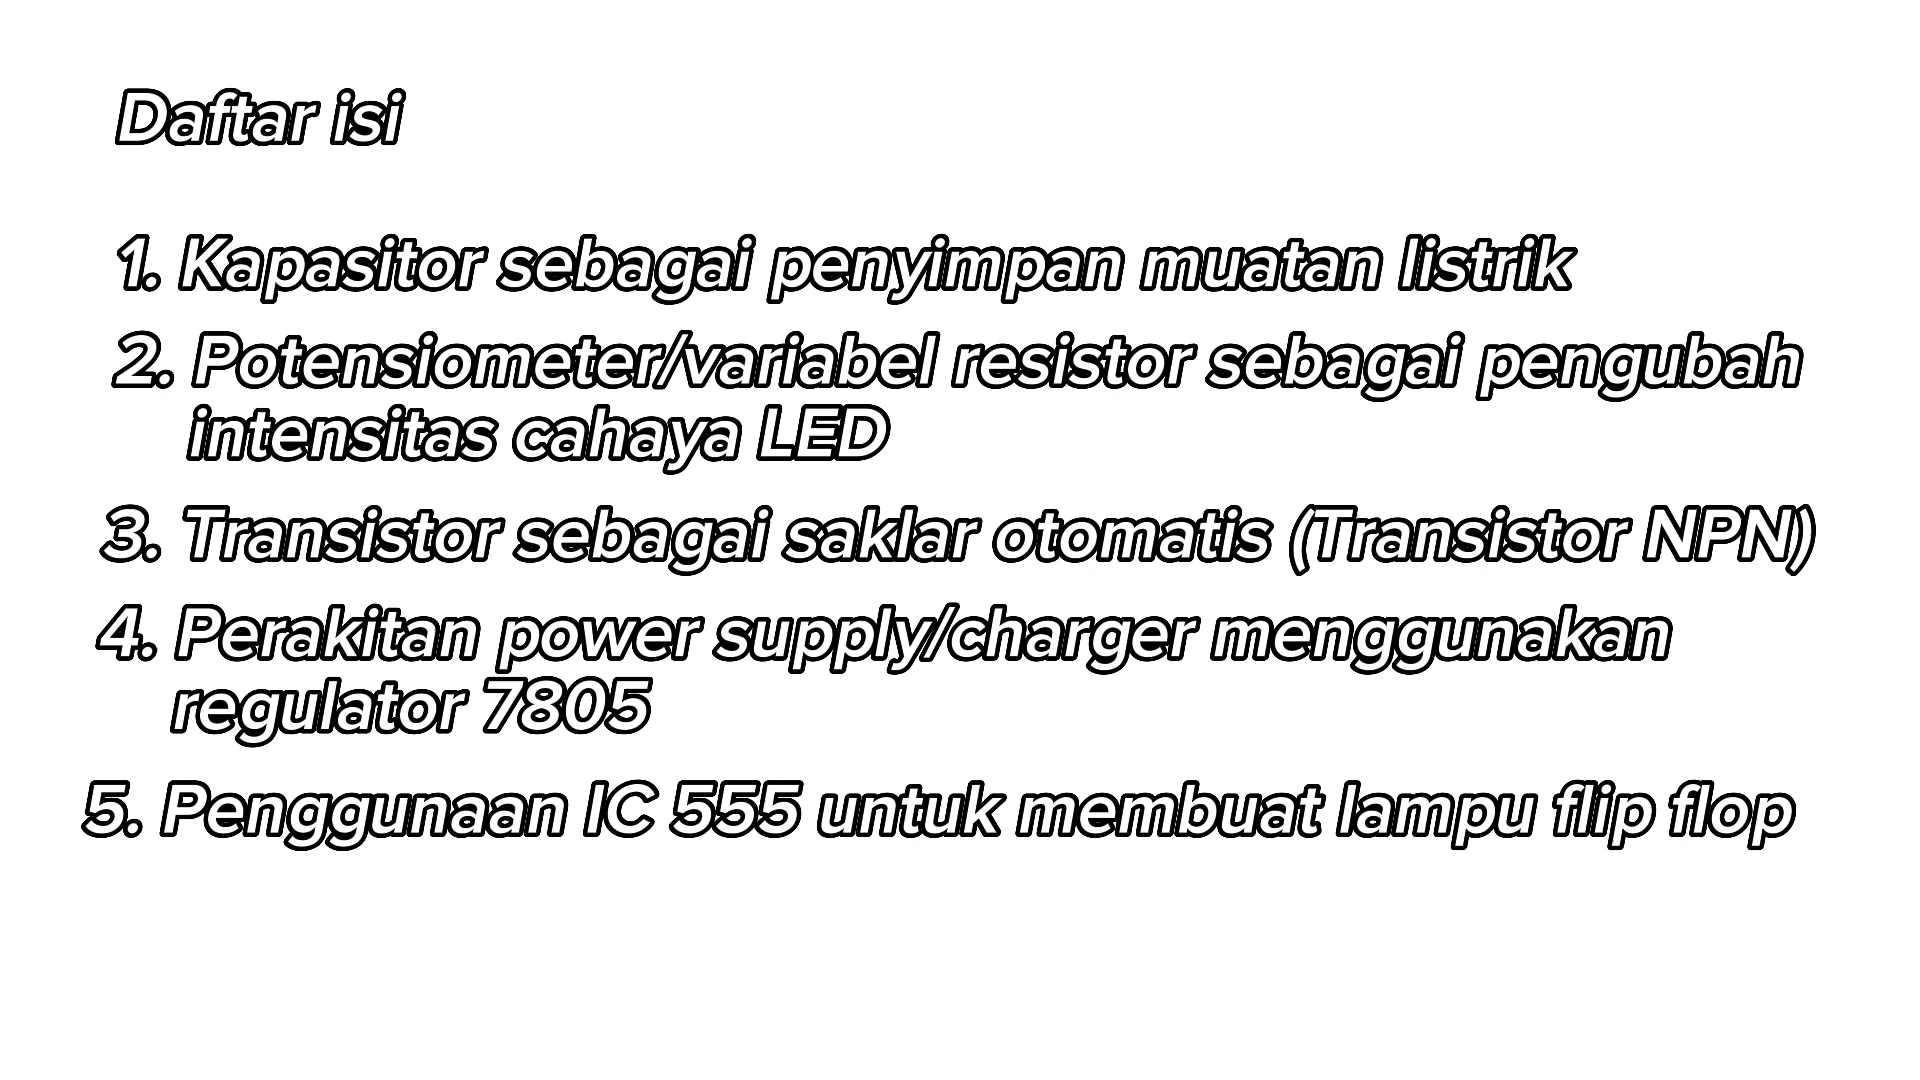 Daftar isi
1. Kapasitor sebagai penyimpan muatan listrik
2. Potensiometer/variabel resistor sebagai pengubah
intensitas cahaya LED
3. Transistor sebagai saklar otomatis (Transistor NPN)
4. Perakitan power supply/charger menggunakan
regulator 7805
5. Penggunaan IC 555 untuk membuat lampu flip flop